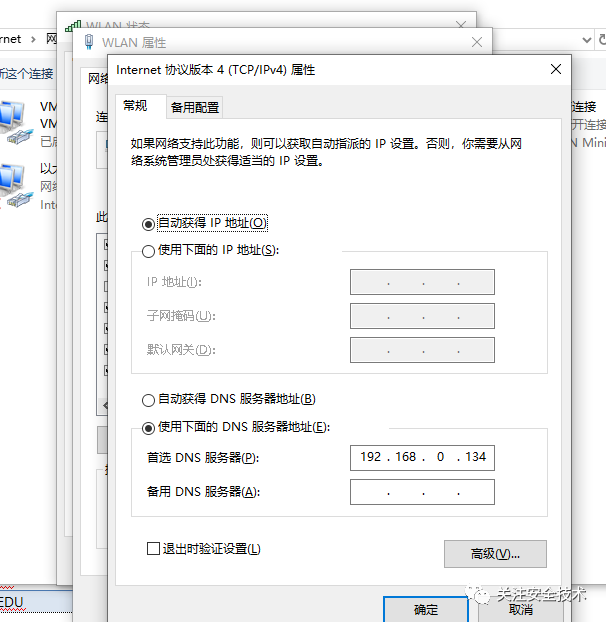 WLAN 状态
rnet > 网
WLAN 属性
新这个连接
网络
Internet 协议版本 4 (TCP/IPv4) 属性
常规
备用配置
VM
VM
已启
连接
开连接
N Mini
如果网络支持此功能，则可以获取自动指派的 IP 设置。否则，你需要从网
络系统管理员处获得适当的 IP 设置。
以太
网络
Inte
连
此
自动获得 IP 地址(O)
使用下面的 IP 地址(S):
IP 地址(I):
子网掩码(U):
默认网关(D):
自动获得 DNS 服务器地址(B)
使用下面的 DNS 服务器地址(E):
首选 DNS 服务器(P):
192 . 168 . 0 . 134
备用 DNS 服务器(A):
退出时验证设置(L)
高级(V)...
EDU
关注安全技术
确定
取消